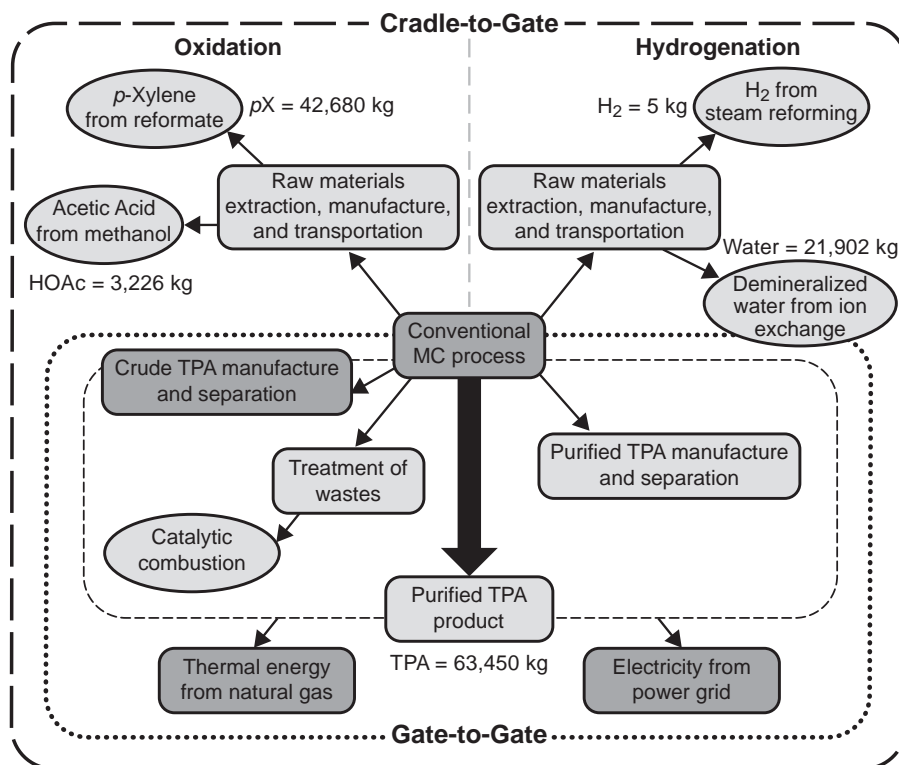 Cradle-to-Gate
Oxidation
Hydrogenation
p-Xylene
from reformate
pX = 42,680 kg
H₂ = 5 kg
H₂ from
steam reforming
Raw materials
extraction, manufacture,
and transportation
Raw materials
extraction, manufacture,
and transportation
Acetic Acid
from methanol
HOAc = 3,226 kg
Water = 21,902 kg
Demineralized
water from ion
exchange
Conventional
MC process
Crude TPA manufacture
and separation
Treatment of
wastes
Purified TPA manufacture
and separation
Catalytic
combustion
Purified TPA
product
TPA = 63,450 kg
Thermal energy
from natural gas
Electricity from
power grid
Gate-to-Gate